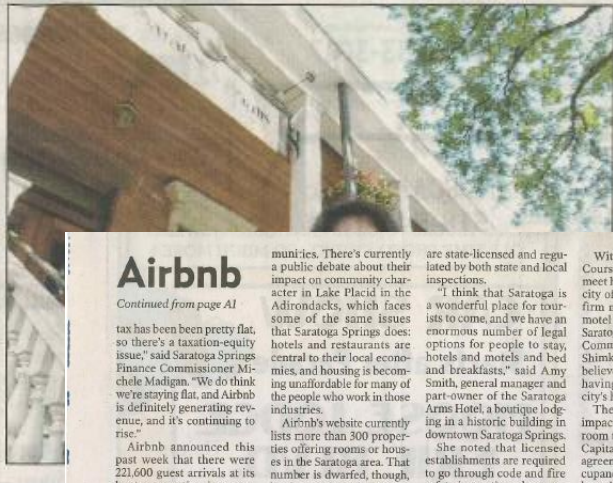 Airbnb
Continued from page A1
tax has been been pretty flat,
so there's a taxation-equity
issue," said Saratoga Springs
Finance Commissioner Mi-
chele Madigan. "We do think
we're staying flat, and Airbnb
is definitely generating rev-
enue, and it's continuing to
rise."
Airbnb announced this
past week that there were
221,600 guest arrivals at its
munities. There's currently
a public debate about their
impact on community char-
acter in Lake Placid in the
Adirondacks, which faces
some of the same issues
that Saratoga Springs does:
hotels and restaurants are
central to their local econo-
mies, and housing is becom-
ing unaffordable for many of
the people who work in those
industries.
Airbnb's website currently
lists more than 300 proper-
ties offering rooms or hous-
es in the Saratoga area. That
number is dwarfed, though,
are state-licensed and regu-
lated by both state and local
inspections.
"I think that Saratoga is
a wonderful place for tour-
ists to come, and we have an
enormous number of legal
options for people to stay,
hotels and motels and bed
and breakfasts," said Amy
Smith, general manager and
part-owner of the Saratoga
Arms Hotel, a boutique lodg-
ing in a historic building in
downtown Saratoga Springs.
She noted that licensed
establishments are required
to go through code and fire
Cours
meet h
city of
firm
motel
Sarato
Comm
Shimk
believ
having
city's h
The
impac
room
Capita
agree
cupan